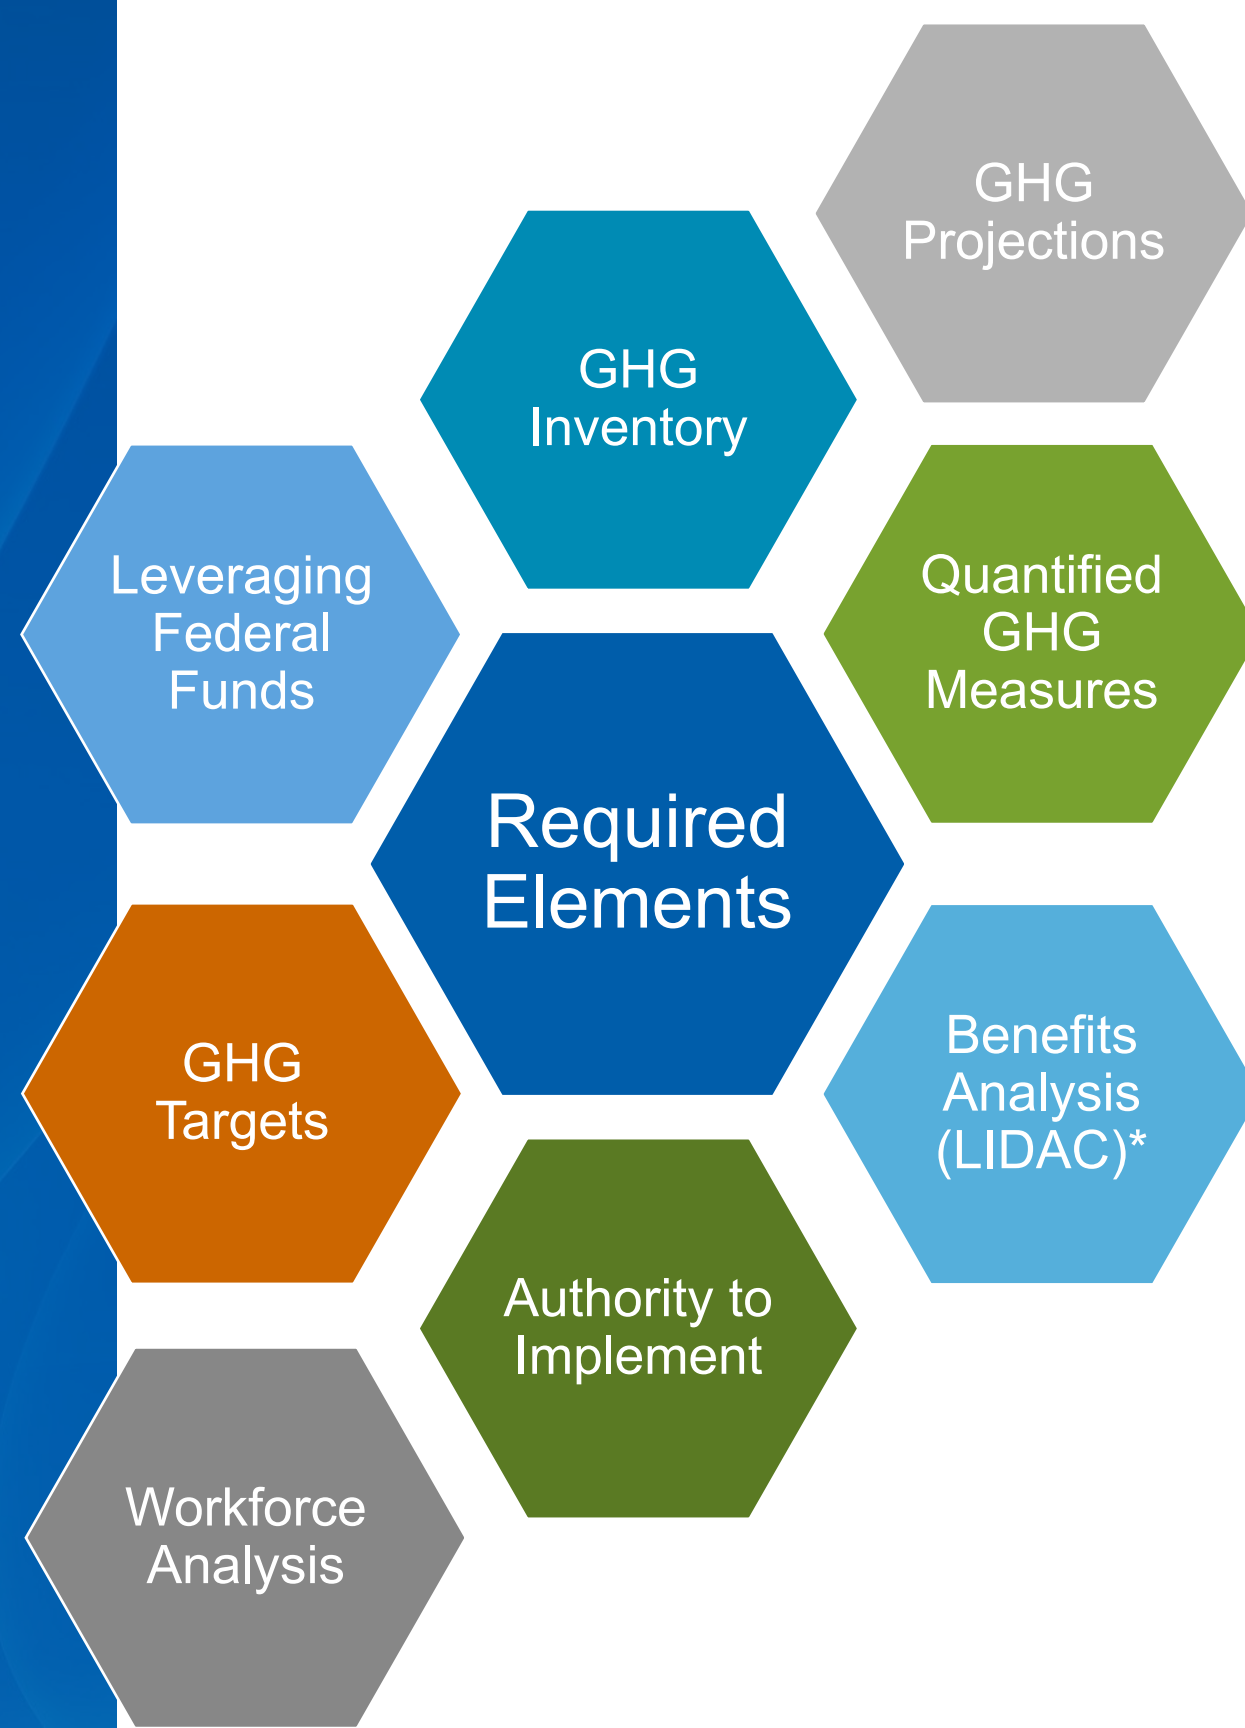 GHG
Projections
GHG
Inventory
Leveraging
Federal
Funds
Quantified
GHG
Measures
Required
Elements
GHG
Targets
Benefits
Analysis
(LIDAC)*
Authority to
Implement
Workforce
Analysis